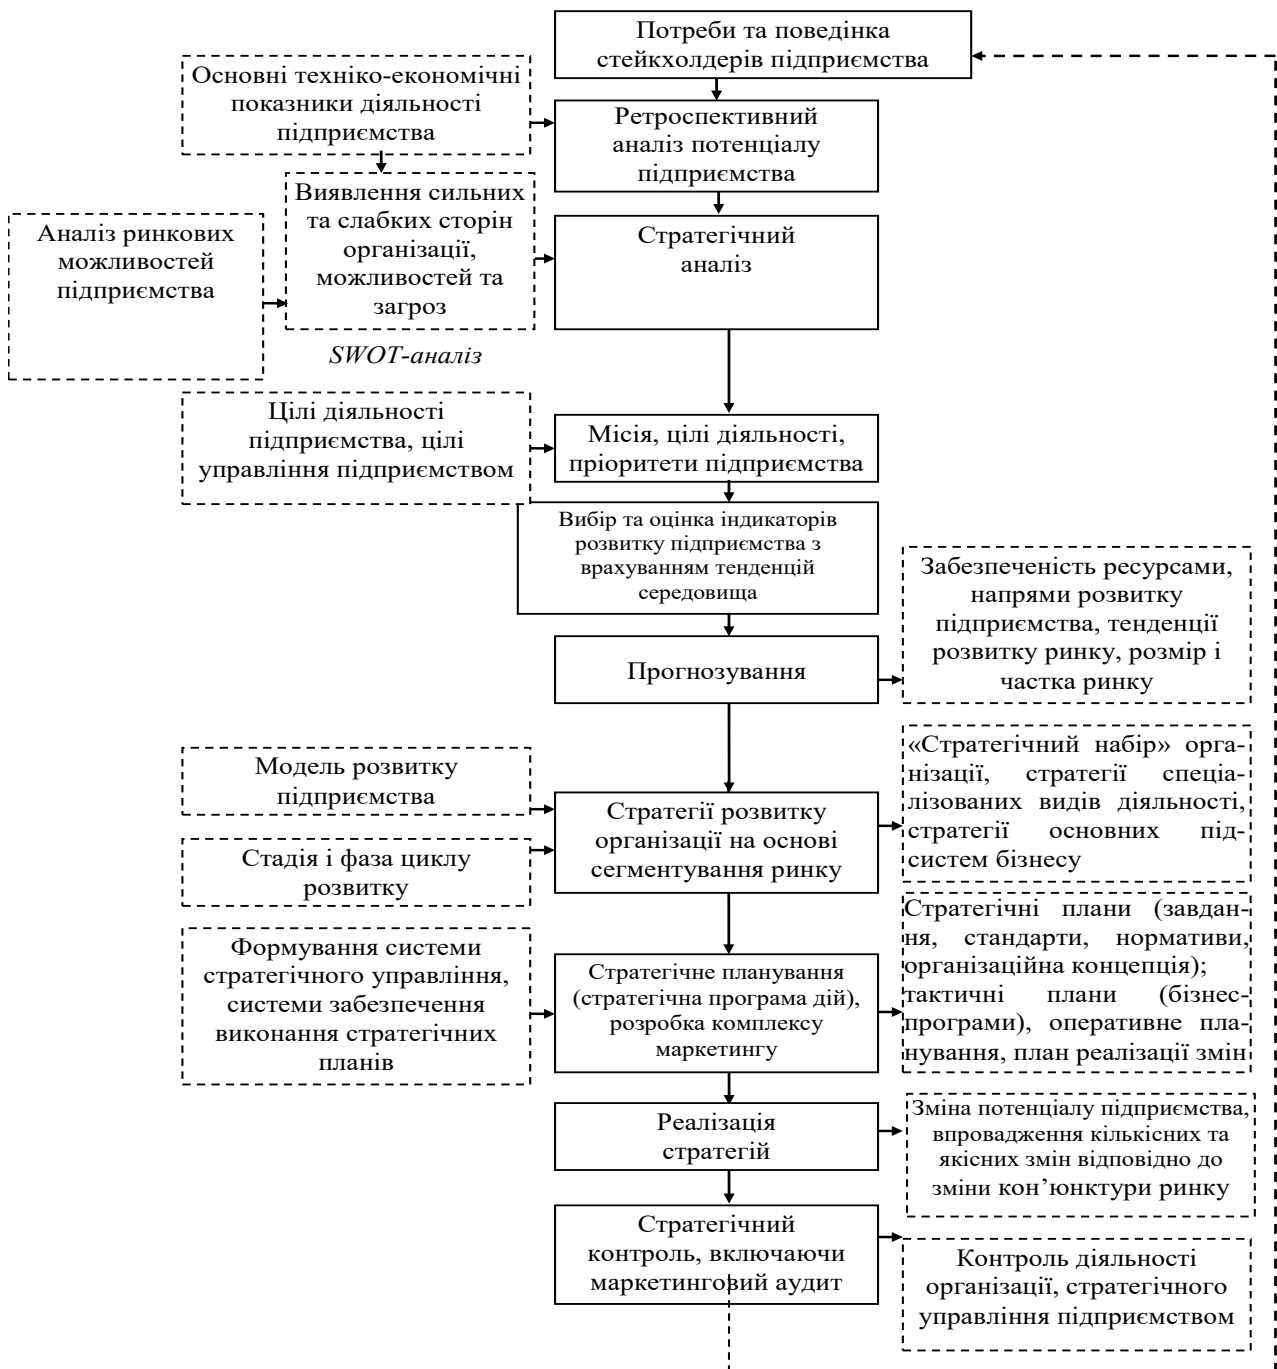 Потреби та поведінка
стейкхолдерів підприємства
Основні техніко-економічні
показники діяльності
підприємства
Ретроспективний
аналіз потенціалу
підприємства
Виявлення сильних
та слабких сторін
організації,
можливостей та
загроз
Аналіз ринкових
можливостей
підприємства
Стратегічний
аналіз
SWOT-аналіз
Цілі діяльності
підприємства, цілі
управління підприємством
Місія, цілі діяльності,
пріоритети підприємства
Вибір та оцінка індикаторів
розвитку підприємства з
врахуванням тенденцій
середовища
Забезпеченість ресурсами,
напрями розвитку
підприємства, тенденції
розвитку ринку, розмір і
частка ринку
Прогнозування
«Стратегічний набір» орга-
нізації, стратегії спеціа-
лізованих видів діяльності,
стратегії основних під-
систем бізнесу
Модель розвитку
підприємства
Стратегії розвитку
організації на основі
сегментування ринку
Стадія і фаза циклу
розвитку
Стратегічні плани (завдан-
ня, стандарти, нормативи,
організаційна концепція);
тактичні плани (бізнес-
програми), оперативне пла-
нування, план реалізації змін
Формування системи
стратегічного управління,
системи забезпечення
виконання стратегічних
планів
Стратегічне планування
(стратегічна програма дій),
розробка комплексу
маркетингу
Реалізація
стратегій
Зміна потенціалу підприємства,
впровадження кількісних та
якісних змін відповідно до
зміни кон’юнктури ринку
Стратегічний
контроль, включаючи
маркетинговий аудит
Контроль діяльності
організації, стратегічного
управління підприємством